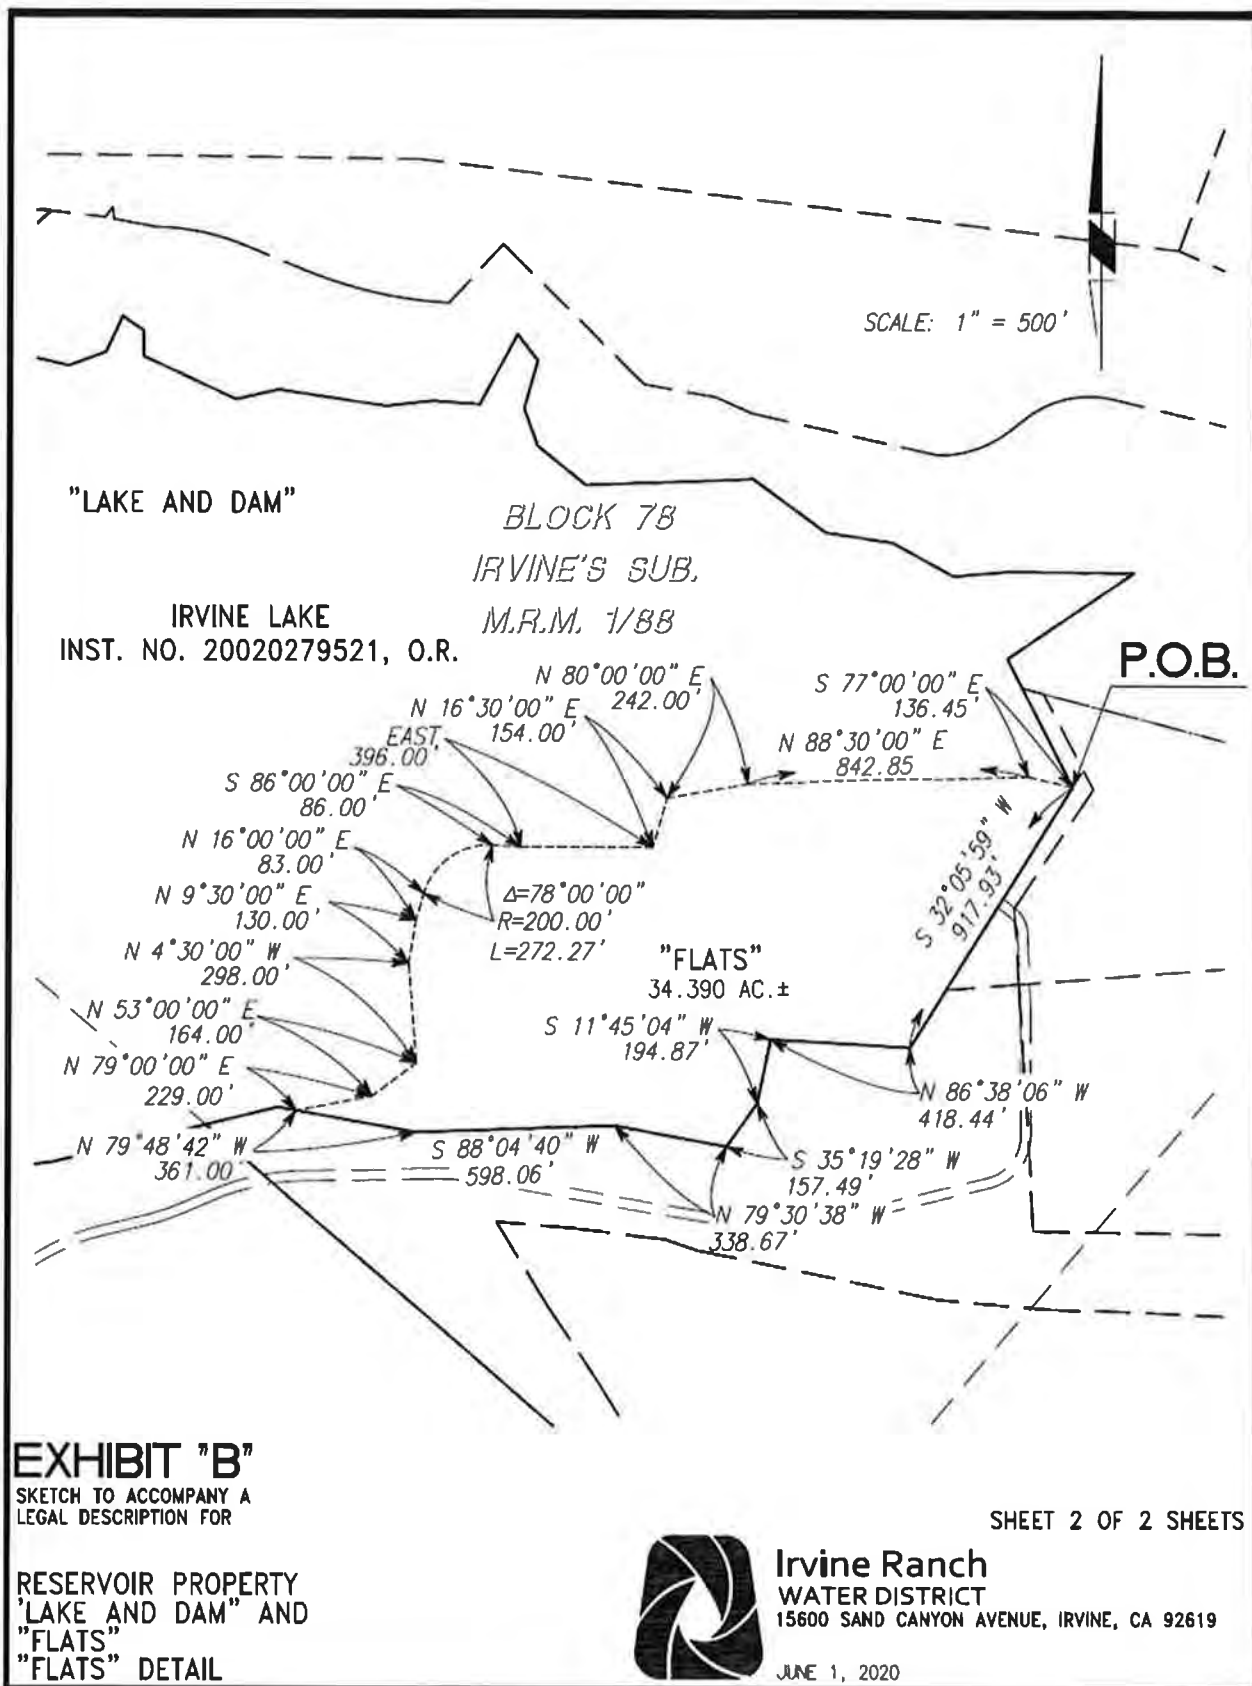 SCALE: 1" = 500'
"LAKE AND DAM"
BLOCK 78
IRVINE'S SUB.
M.R.M. 1/88
IRVINE LAKE
INST. NO. 20020279521, O.R.
P.O.B.
N 80°00'00" E
242.00'
S 77°00'00" E
136.45'
N 16°30'00" E
154.00'
EAST
396.00'
N 88°30'00" E
842.85
S 86°00'00" E
86.00'
N 16°00'00" E
83.00'
N 9°30'00" E
130.00'
Δ=78°00'00"
R=200.00'
L=272.27'
S 32°05'59" W
917.93'
N 4°30'00" W
298.00'
"FLATS"
34.390 AC.±
N 53°00'00" E
164.00'
S 11°45'04" W
194.87'
N 79°00'00" E
229.00'
N 86°38'06" W
418.44'
N 79°48'42" W
361.00'
S 88°04'40" W
598.06'
S 35°19'28" W
157.49'
N 79°30'38" W
338.67'
EXHIBIT "B"
SKETCH TO ACCOMPANY A
LEGAL DESCRIPTION FOR
SHEET 2 OF 2 SHEETS
RESERVOIR PROPERTY
'LAKE AND DAM" AND
"FLATS"
"FLATS" DETAIL
Irvine Ranch
WATER DISTRICT
15600 SAND CANYON AVENUE, IRVINE, CA 92619
JUNE 1, 2020